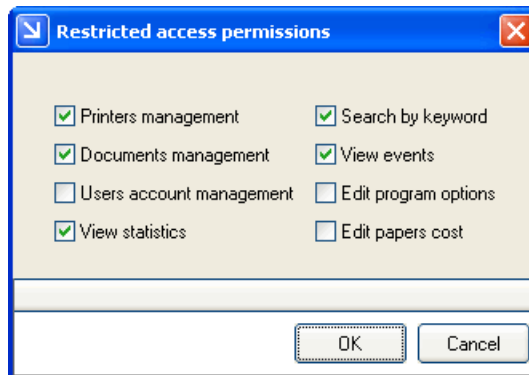 Restricted access permissions
Printers management
Search by keyword
Documents management
View events
Users account management
Edit program options
View statistics
Edit papers cost
OK
Cancel